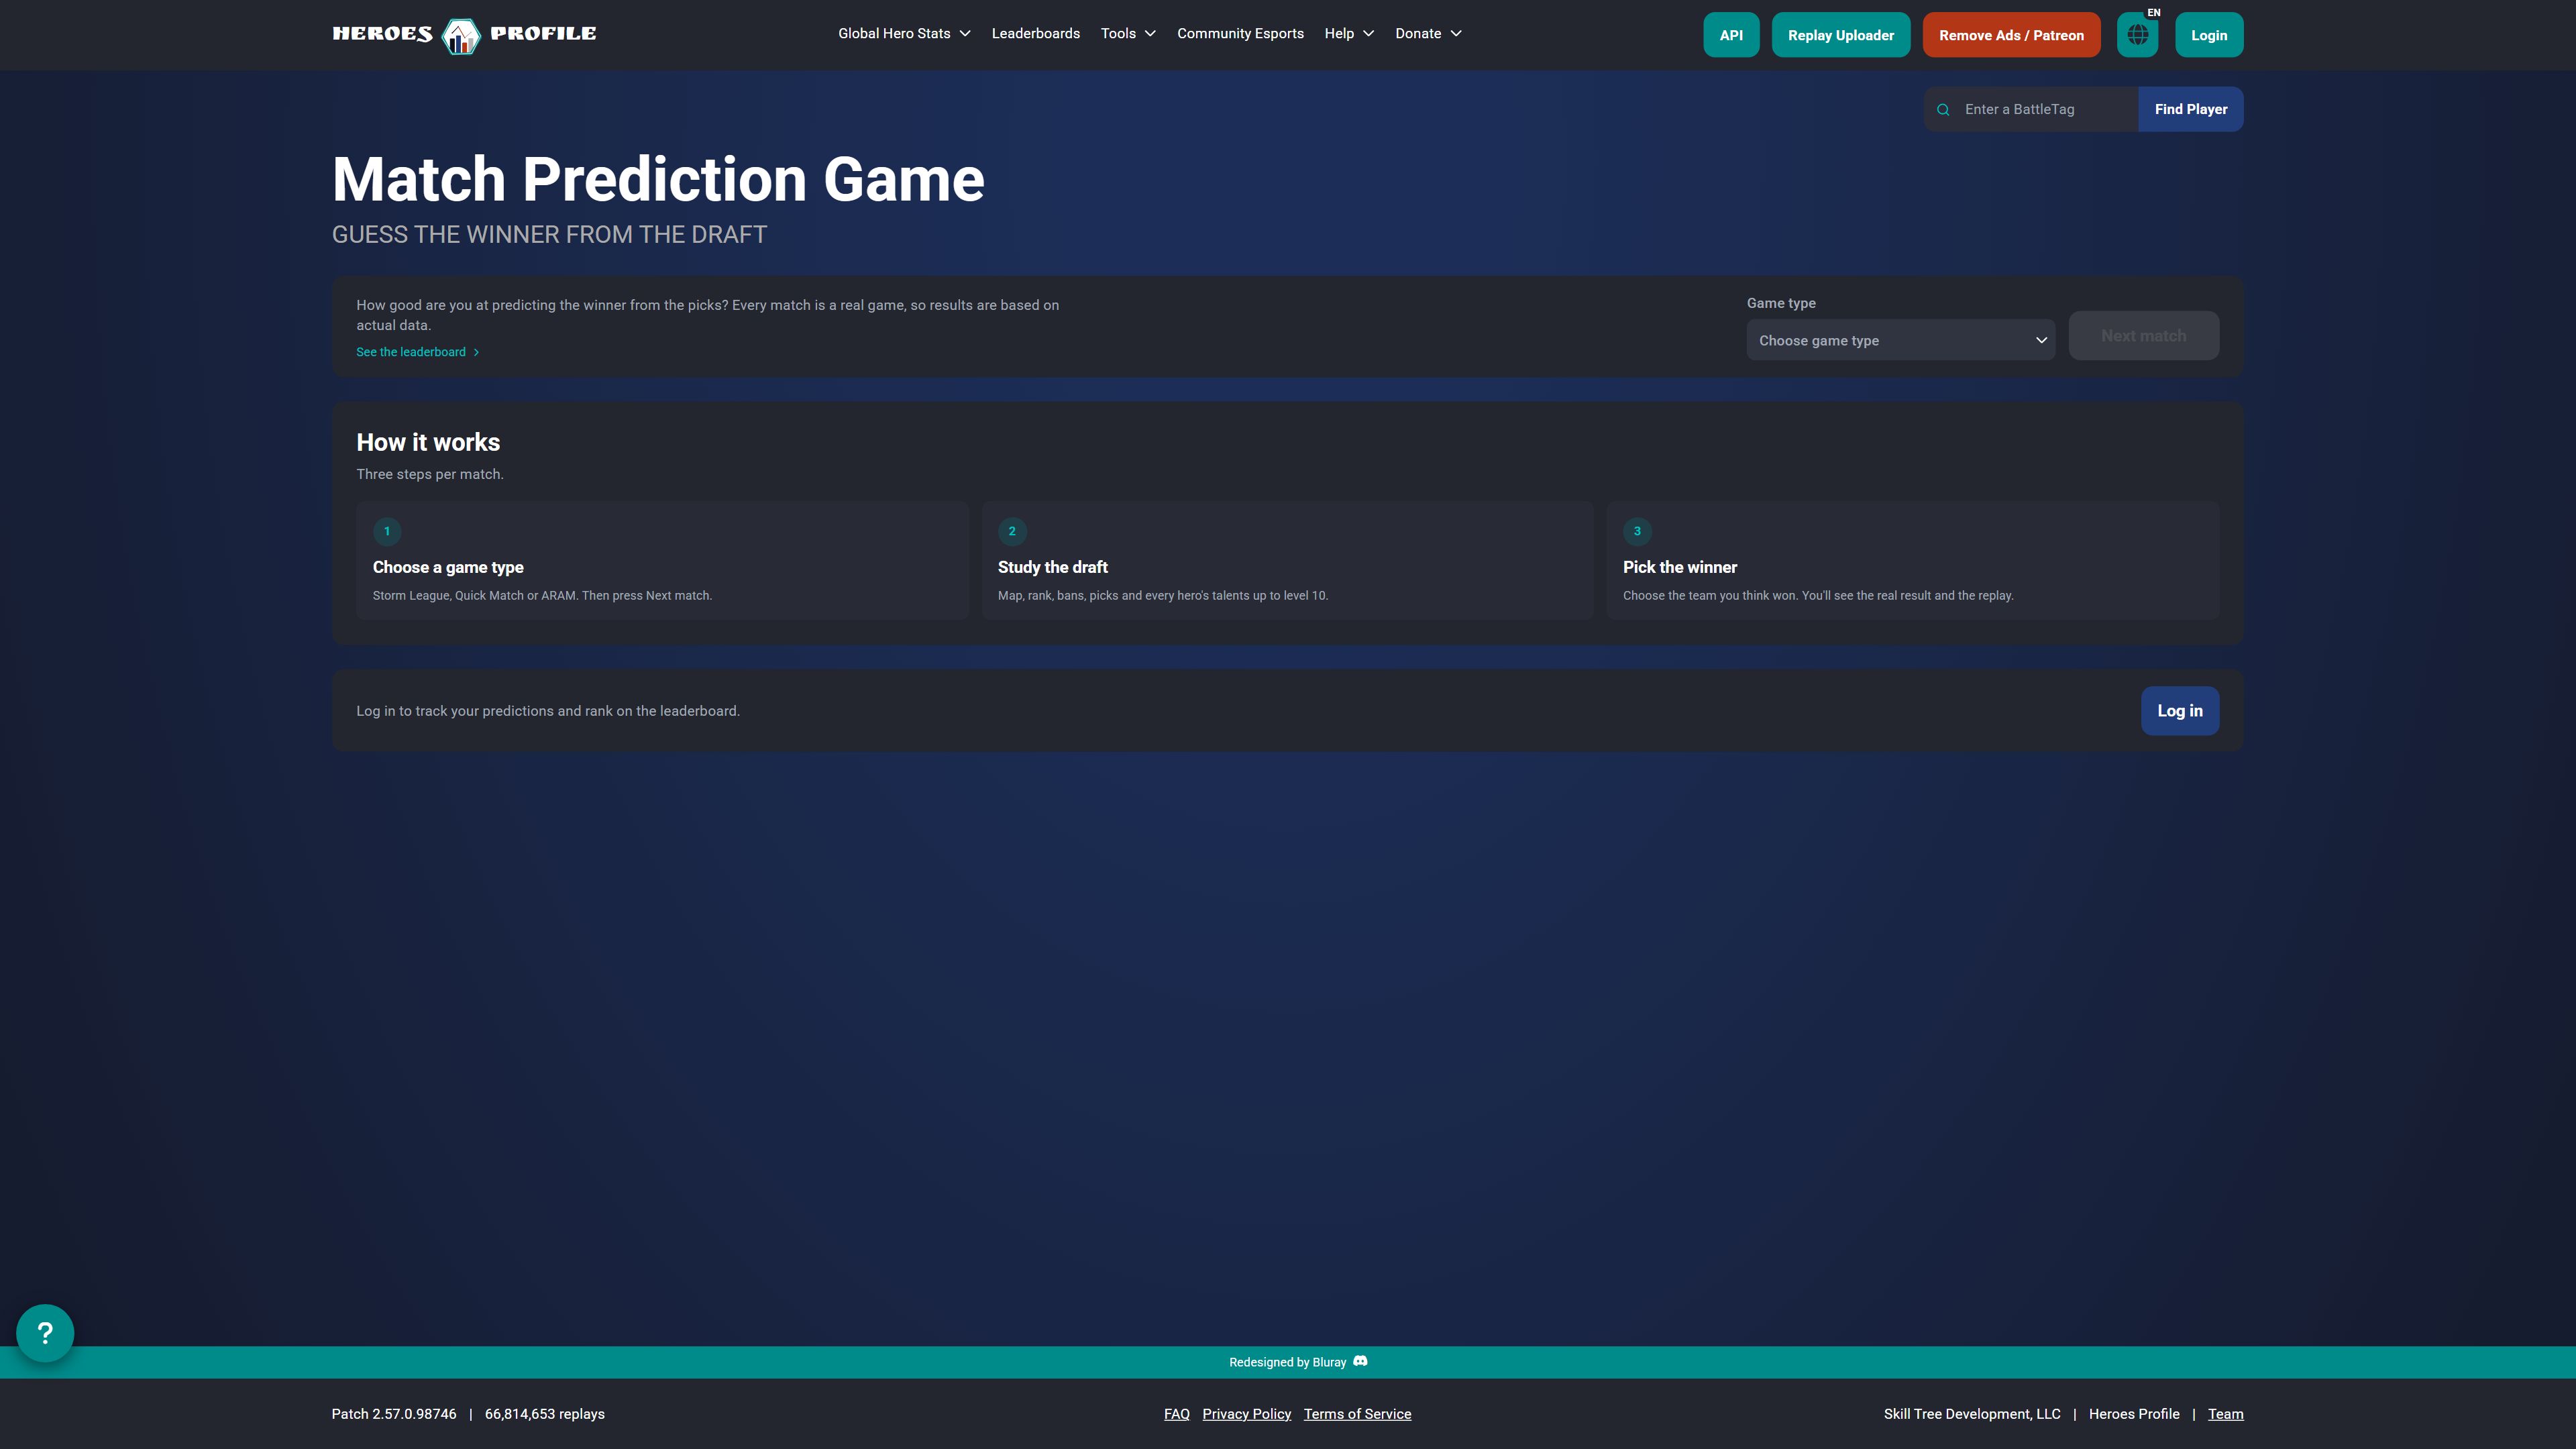 HEROES PROFILE
Global Hero Stats
Leaderboards
Tools
Community Esports
Help
Donate
API
Replay Uploader
Remove Ads / Patreon
EN
Login
Enter a BattleTag
Find Player
Match Prediction Game
GUESS THE WINNER FROM THE DRAFT
How good are you at predicting the winner from the picks? Every match is a real game, so results are based on
actual data.
See the leaderboard
Game type
Choose game type
Next match
How it works
Three steps per match.
1
Choose a game type
Storm League, Quick Match or ARAM. Then press Next match.
2
Study the draft
Map, rank, bans, picks and every hero's talents up to level 10.
3
Pick the winner
Choose the team you think won. You'll see the real result and the replay.
Log in to track your predictions and rank on the leaderboard.
Log in
?
Redesigned by Bluray
Patch 2.57.0.98746 | 66,814,653 replays
FAQ Privacy Policy Terms of Service
Skill Tree Development, LLC | Heroes Profile | Team